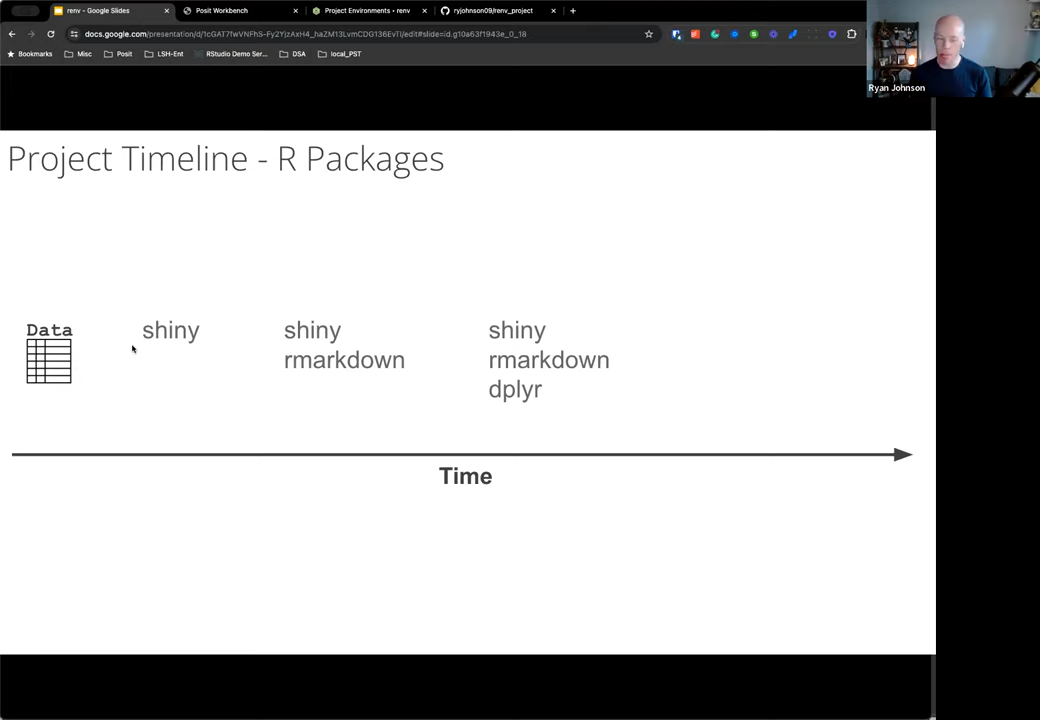 renv - Google Slides
Posit Workbench
Project Environments • renv
ryjohnson09/renv_project
Bookmarks
Misc
Posit
LSH-Ent
RStudio Demo Ser...
DSA
local_PST
Ryan Johnson
Project Timeline - R Packages
Data
shiny
shiny
rmarkdown
shiny
rmarkdown
dplyr
Time